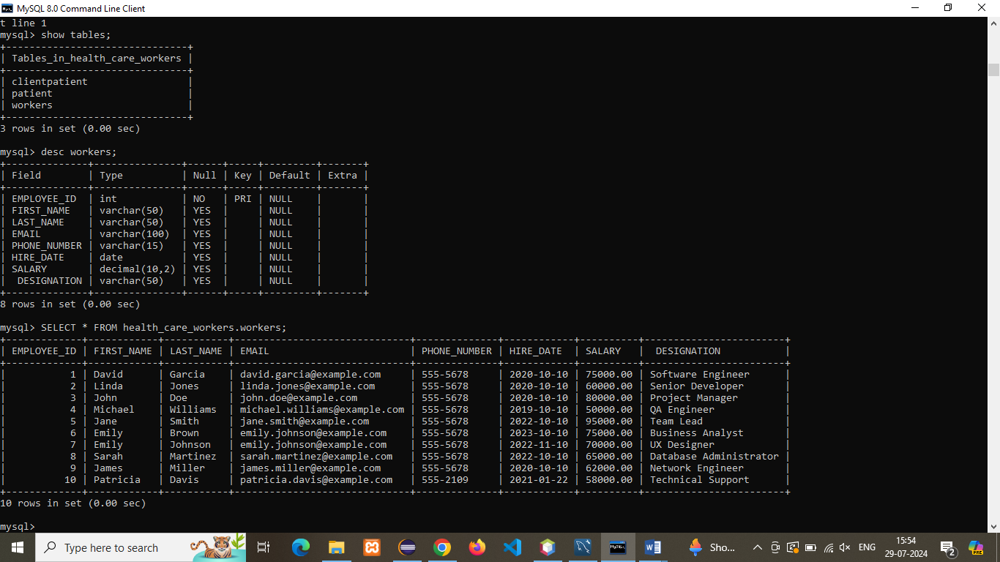 MySQL 8.0 Command Line Client
t line 1
mysql> show tables;
+-------------------------------+
| Tables_in_health_care_workers |
+-------------------------------+
| clientpatient                 |
| patient                       |
| workers                       |
+-------------------------------+
3 rows in set (0.00 sec)
mysql> desc workers;
+--------------+---------------+------+-----+---------+-------+
| Field        | Type          | Null | Key | Default | Extra |
+--------------+---------------+------+-----+---------+-------+
| EMPLOYEE_ID  | int           | NO   | PRI | NULL    |       |
| FIRST_NAME   | varchar(50)   | YES  |     | NULL    |       |
| LAST_NAME    | varchar(50)   | YES  |     | NULL    |       |
| EMAIL        | varchar(100)  | YES  |     | NULL    |       |
| PHONE_NUMBER | varchar(15)   | YES  |     | NULL    |       |
| HIRE_DATE    | date          | YES  |     | NULL    |       |
| SALARY       | decimal(10,2) | YES  |     | NULL    |       |
|  DESIGNATION | varchar(50)   | YES  |     | NULL    |       |
+--------------+---------------+------+-----+---------+-------+
8 rows in set (0.00 sec)
mysql> SELECT * FROM health_care_workers.workers;
+-------------+------------+-----------+------------------------------+--------------+------------+----------+------------------------+
| EMPLOYEE_ID | FIRST_NAME | LAST_NAME | EMAIL                        | PHONE_NUMBER | HIRE_DATE  | SALARY   |  DESIGNATION           |
+-------------+------------+-----------+------------------------------+--------------+------------+----------+------------------------+
|           1 | David      | Garcia    | david.garcia@example.com     | 555-5678     | 2020-10-10 | 75000.00 | Software Engineer      |
|           2 | Linda      | Jones     | linda.jones@example.com      | 555-5678     | 2020-10-10 | 60000.00 | Senior Developer       |
|           3 | John       | Doe       | john.doe@example.com         | 555-5678     | 2020-10-10 | 80000.00 | Project Manager        |
|           4 | Michael    | Williams  | michael.williams@example.com | 555-5678     | 2019-10-10 | 50000.00 | QA Engineer            |
|           5 | Jane       | Smith     | jane.smith@example.com       | 555-5678     | 2022-10-10 | 95000.00 | Team Lead              |
|           6 | Emily      | Brown     | emily.johnson@example.com    | 555-5678     | 2023-10-10 | 75000.00 | Business Analyst       |
|           7 | Emily      | Johnson   | emily.johnson@example.com    | 555-5678     | 2022-11-10 | 70000.00 | UX Designer            |
|           8 | Sarah      | Martinez  | sarah.martinez@example.com   | 555-5678     | 2022-10-10 | 65000.00 | Database Administrator |
|           9 | James      | Miller    | james.miller@example.com     | 555-5678     | 2020-10-10 | 62000.00 | Network Engineer       |
|          10 | Patricia   | Davis     | patricia.davis@example.com   | 555-2109     | 2021-01-22 | 58000.00 | Technical Support      |
+-------------+------------+-----------+------------------------------+--------------+------------+----------+------------------------+
10 rows in set (0.00 sec)
mysql>
Type here to search
Sho...
ENG
15:54
29-07-2024
2
PRE